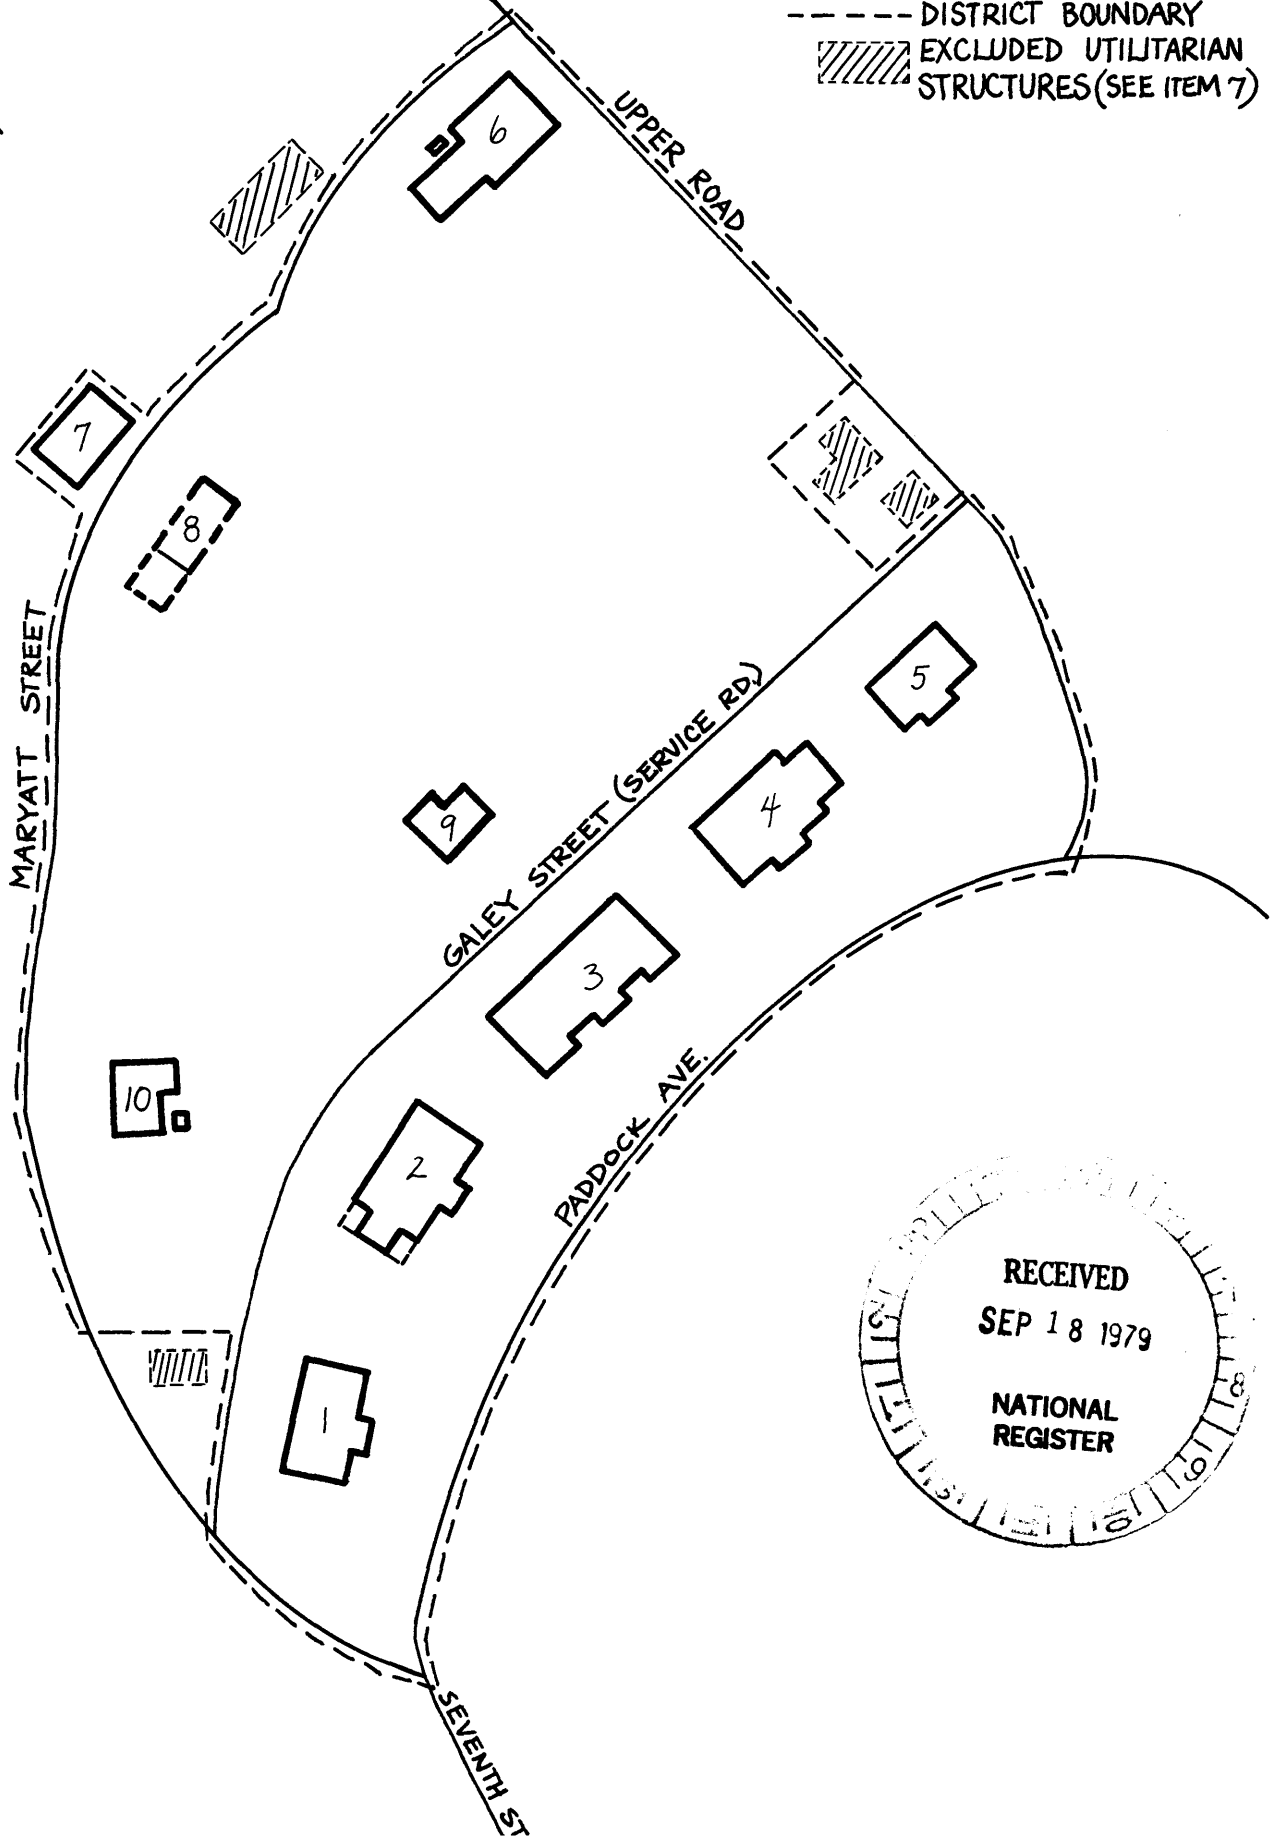 DISTRICT BOUNDARY
EXCLUDED UTILITARIAN
STRUCTURES (SEE ITEM 7)
UPPER ROAD
6
7
8
MARYATT STREET
5
GALEY STREET (SERVICE RD.)
4
9
3
10
PADDOCK AVE.
2
1
RECEIVED
SEP 18 1979
NATIONAL
REGISTER
SEVENTH ST